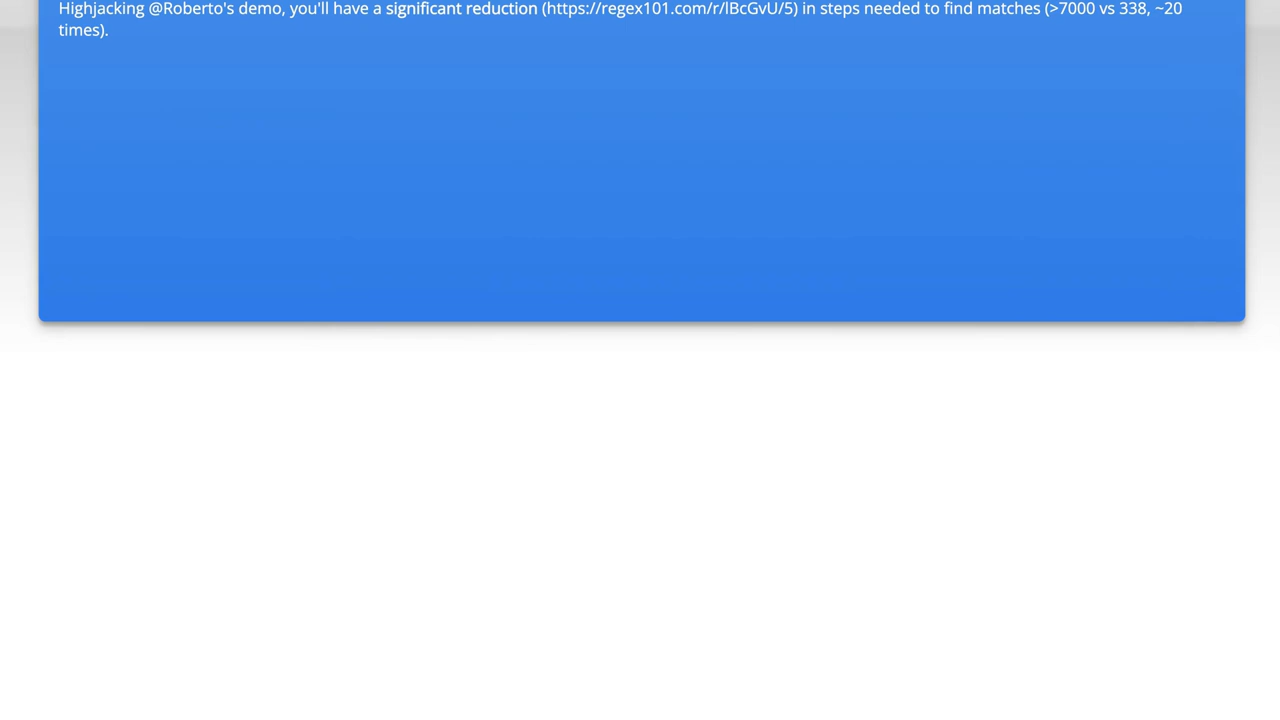 Highjacking @Roberto's demo, you'll have a significant reduction (https://regex101.com/r/lBcGvU/5) in steps needed to find matches (>7000 vs 338, ~20
times).